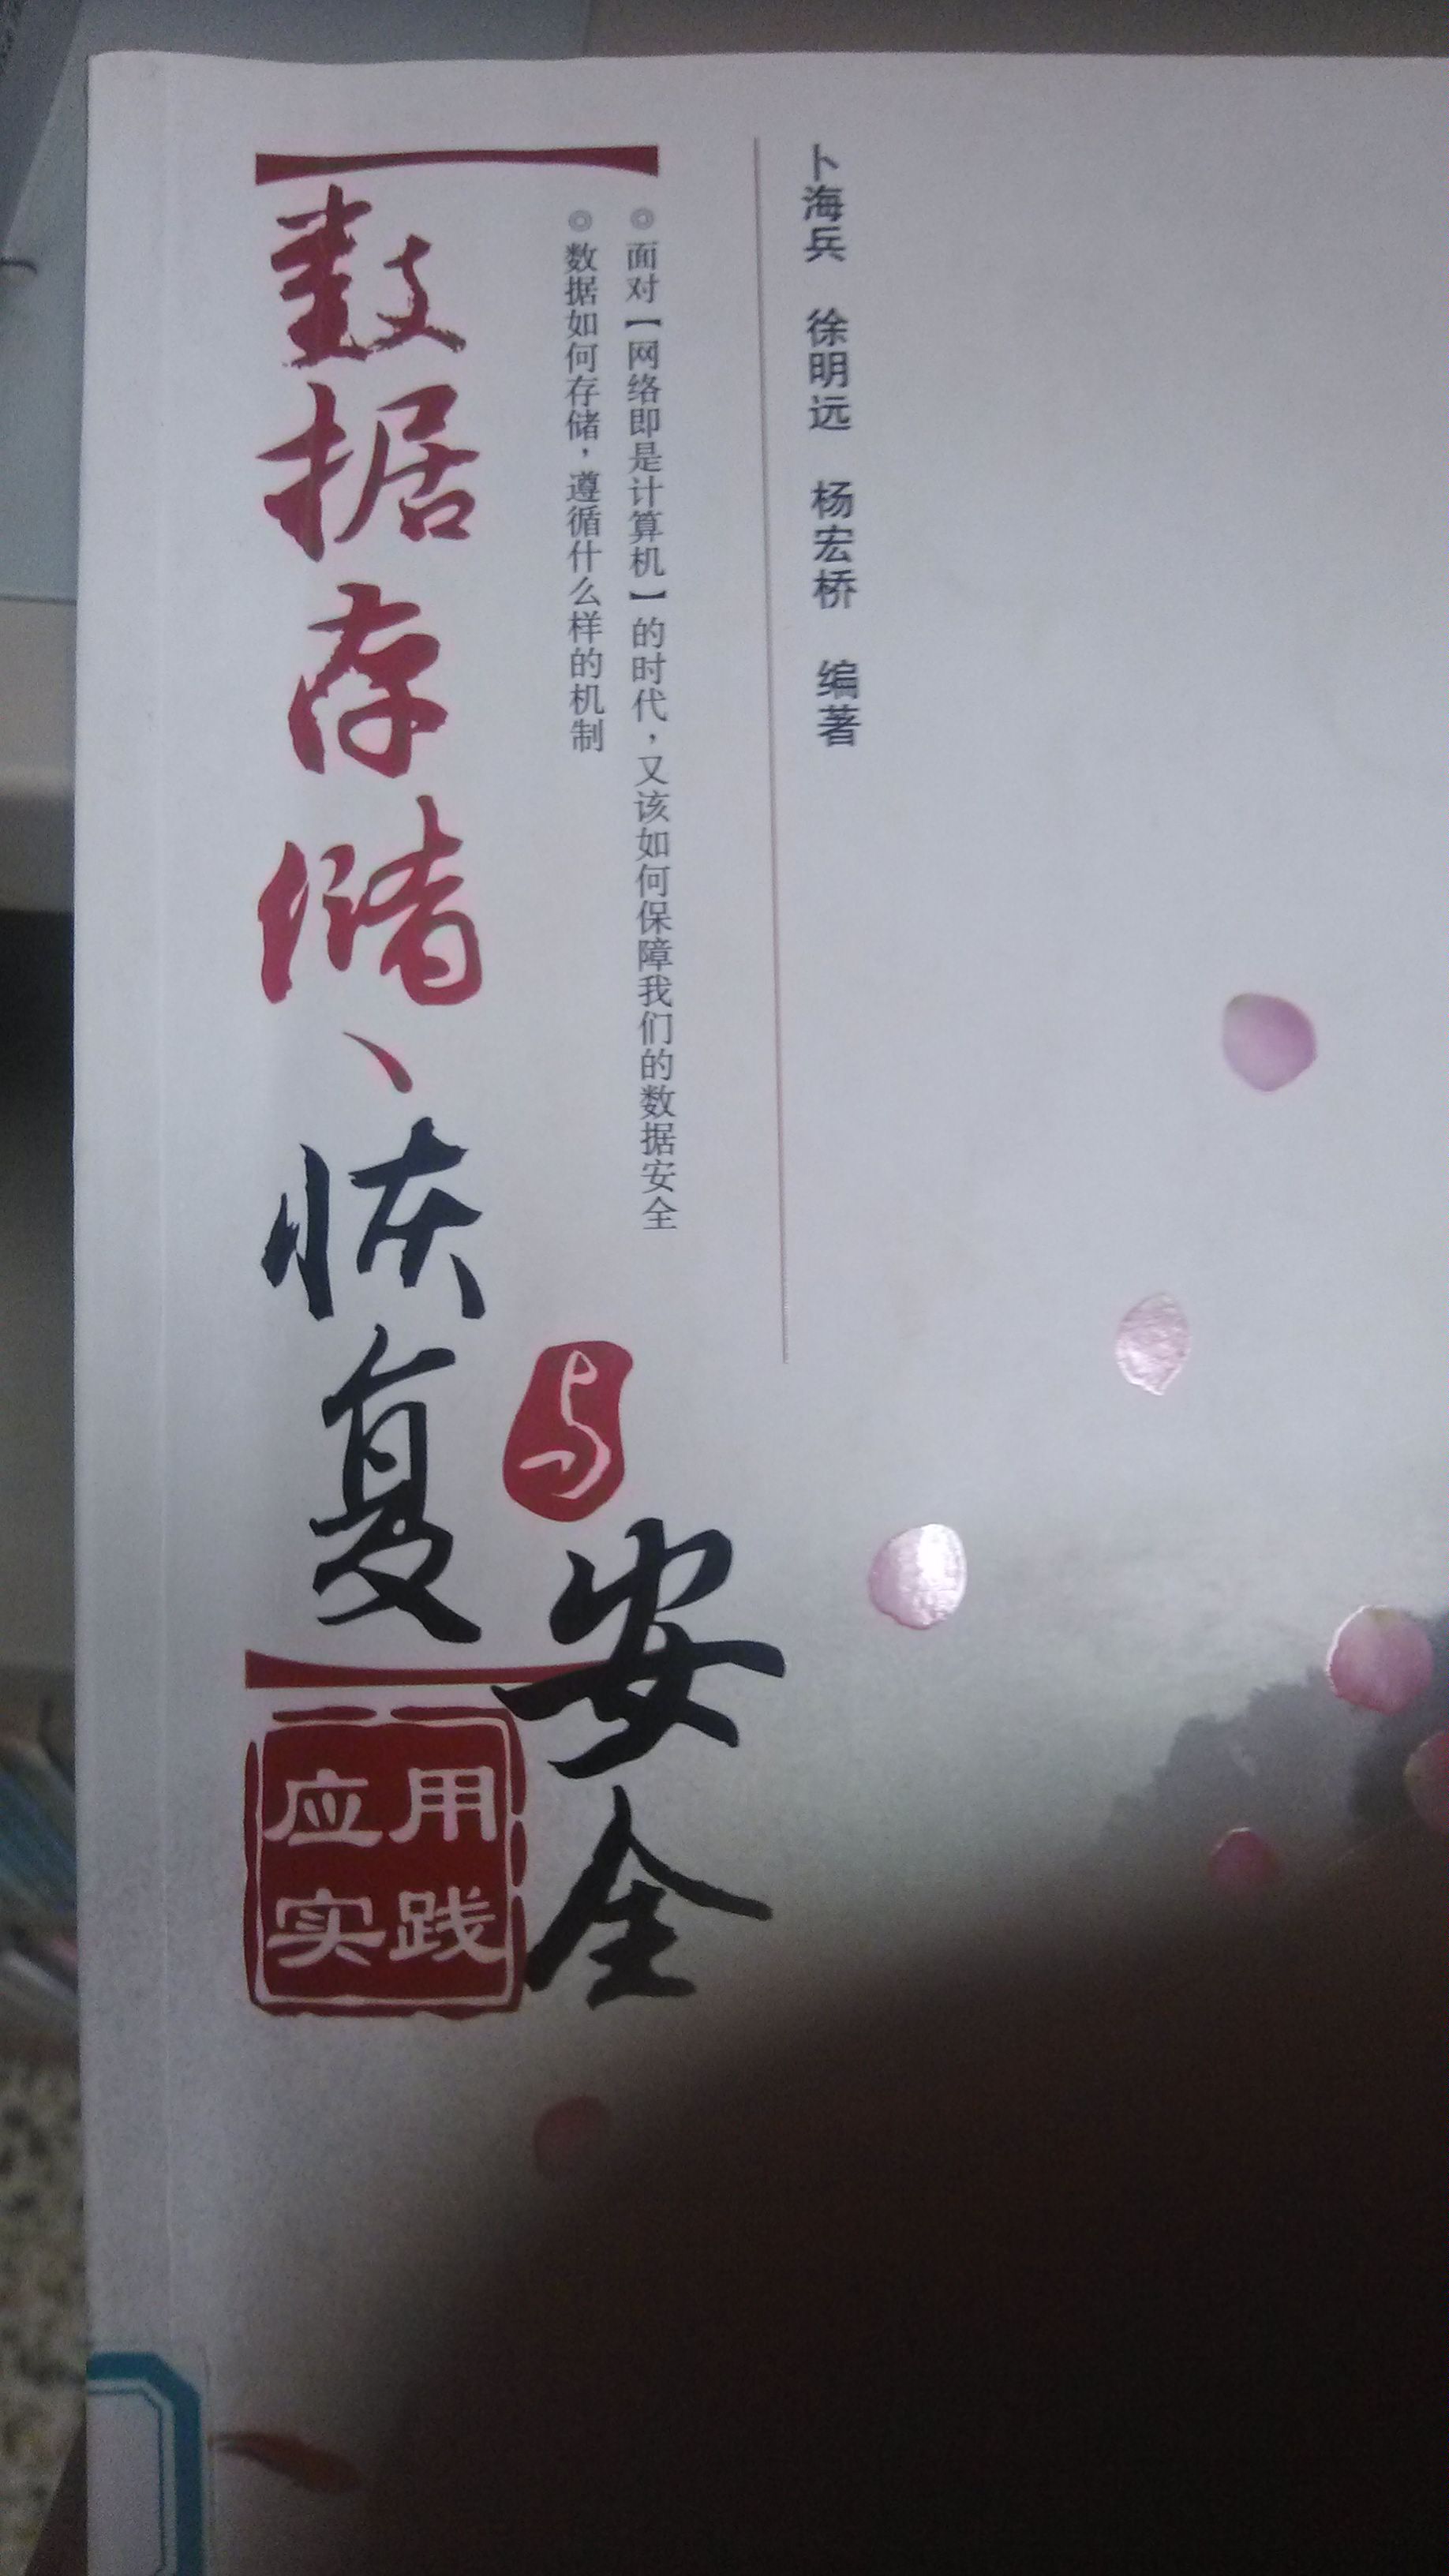 数据存储、恢复
与
安全
应用
实践
◎数据如何存储，遵循什么样的机制
◎面对【网络即是计算机】的时代，又该如何保障我们的数据安全
卜海兵 徐明远 杨宏桥 编著